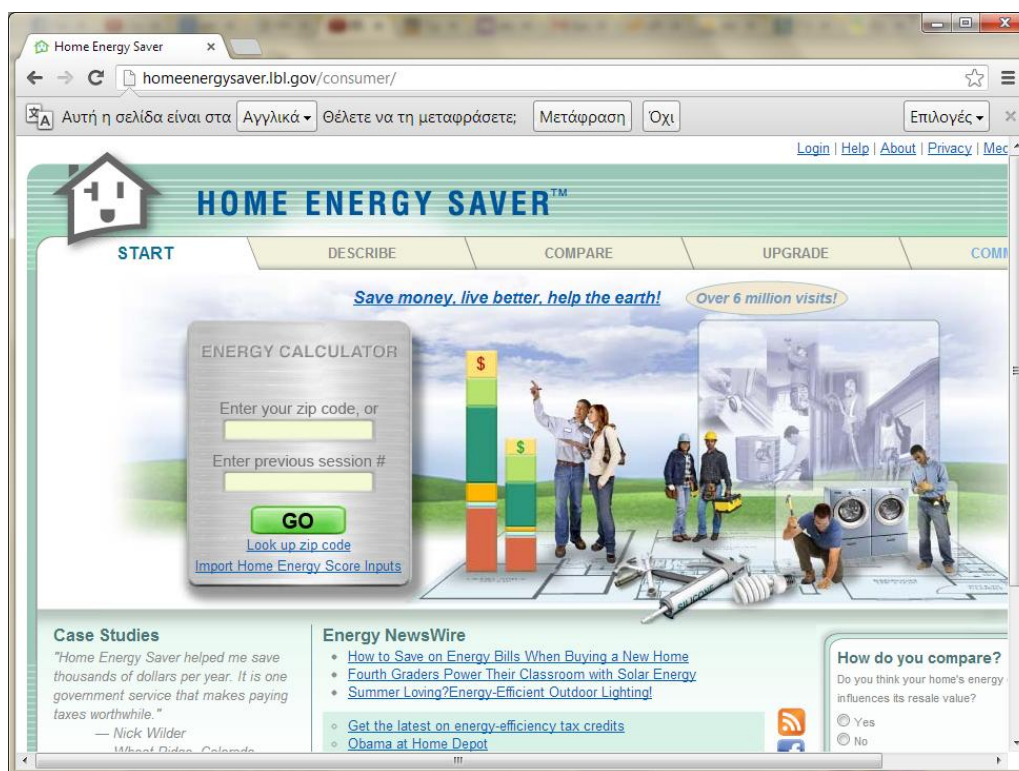 Home Energy Saver
homeenergysaver.lbl.gov/consumer/
Αυτή η σελίδα είναι στα Αγγλικά Θέλετε να τη μεταφράσετε; Μετάφραση Όχι Επιλογές
Login | Help | About | Privacy | Med
HOME ENERGY SAVER™
START DESCRIBE COMPARE UPGRADE COMM
Save money, live better, help the earth! Over 6 million visits!
ENERGY CALCULATOR
$
Enter your zip code, or
$
Enter previous session #
GO
Look up zip code
Import Home Energy Score Inputs
SILICONE
Case Studies
"Home Energy Saver helped me save
thousands of dollars per year. It is one
government service that makes paying
taxes worthwhile."
— Nick Wilder
Wheat Ridge, Colorado
Energy NewsWire
How to Save on Energy Bills When Buying a New Home
Fourth Graders Power Their Classroom with Solar Energy
Summer Loving?Energy-Efficient Outdoor Lighting!
Get the latest on energy-efficiency tax credits
Obama at Home Depot
How do you compare?
Do you think your home's energy
influences its resale value?
Yes
No